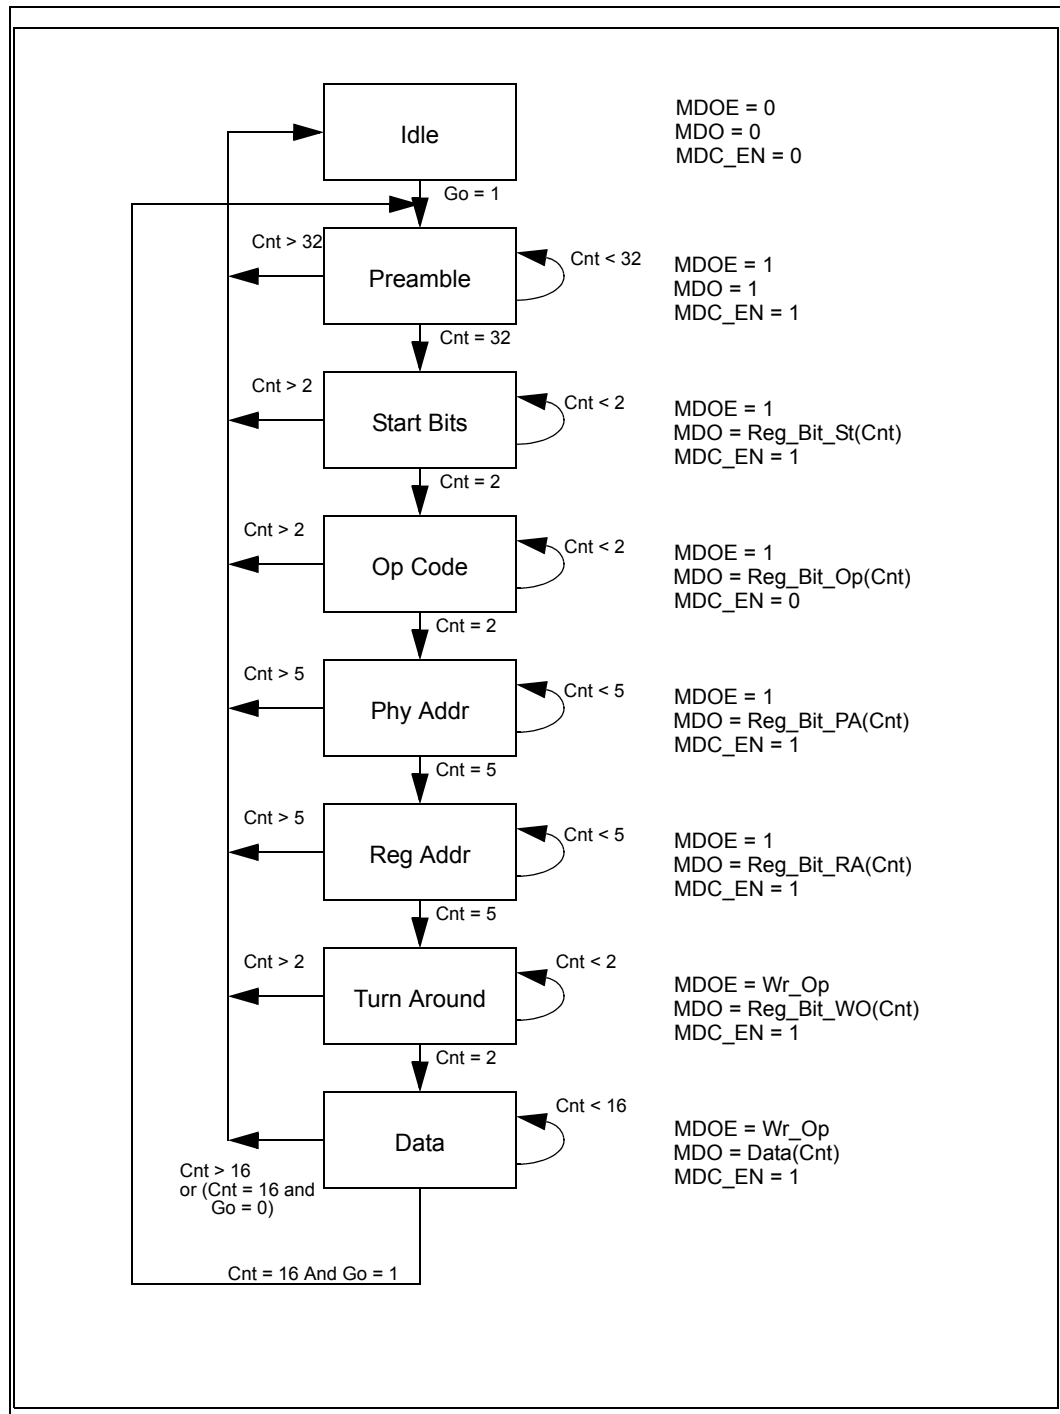 Idle
MDOE = 0
MDO = 0
MDC_EN = 0
Go = 1
Cnt > 32
Preamble
Cnt < 32
MDOE = 1
MDO = 1
MDC_EN = 1
Cnt = 32
Cnt > 2
Start Bits
Cnt < 2
MDOE = 1
MDO = Reg_Bit_St(Cnt)
MDC_EN = 1
Cnt = 2
Cnt > 2
Op Code
Cnt < 2
MDOE = 1
MDO = Reg_Bit_Op(Cnt)
MDC_EN = 0
Cnt = 2
Cnt > 5
Phy Addr
Cnt < 5
MDOE = 1
MDO = Reg_Bit_PA(Cnt)
MDC_EN = 1
Cnt = 5
Cnt > 5
Reg Addr
Cnt < 5
MDOE = 1
MDO = Reg_Bit_RA(Cnt)
MDC_EN = 1
Cnt = 5
Cnt > 2
Turn Around
Cnt < 2
MDOE = Wr_Op
MDO = Reg_Bit_WO(Cnt)
MDC_EN = 1
Cnt = 2
Data
Cnt < 16
MDOE = Wr_Op
MDO = Data(Cnt)
MDC_EN = 1
Cnt > 16
or (Cnt = 16 and
Go = 0)
Cnt = 16 And Go = 1